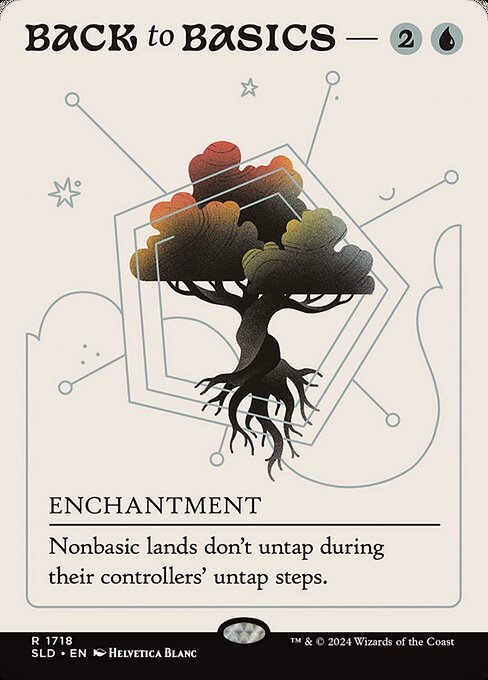 BACK to BASICS — 2
ENCHANTMENT
Nonbasic lands don't untap during
their controllers' untap steps.
R 1718
SLD • EN HELVETICA BLANC
™ & © 2024 Wizards of the Coast